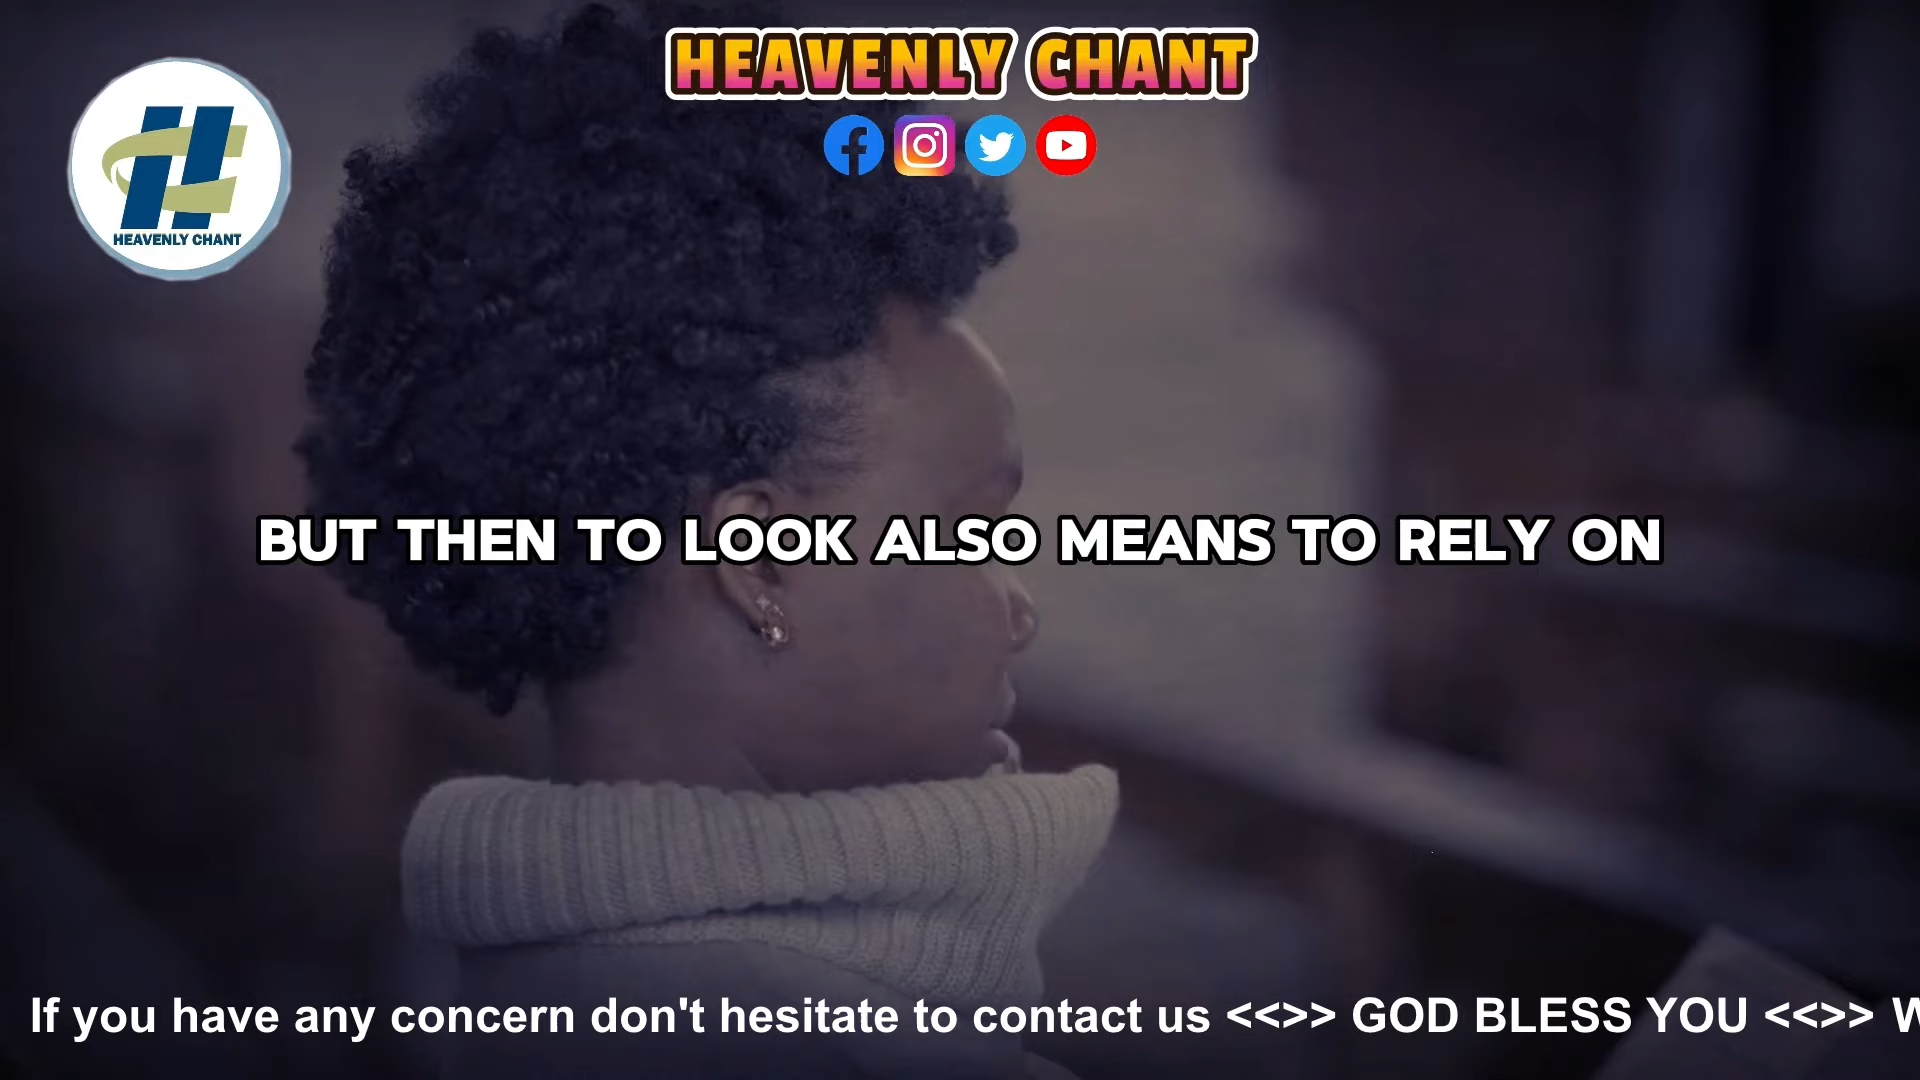 HEAVENLY CHANT
HEAVENLY CHANT
BUT THEN TO LOOK ALSO MEANS TO RELY ON
If you have any concern don't hesitate to contact us <<>> GOD BLESS YOU <<>> W